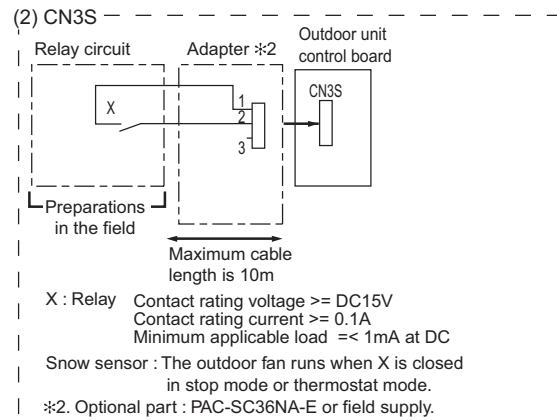 (2) CN3S
Relay circuit
Adapter ※2
Outdoor unit
control board
X
1
2
3
CN3S
Preparations
in the field
Maximum cable
length is 10m
X : Relay
Contact rating voltage >= DC15V
Contact rating current >= 0.1A
Minimum applicable load =< 1mA at DC
Snow sensor : The outdoor fan runs when X is closed
in stop mode or thermostat mode.
※2. Optional part : PAC-SC36NA-E or field supply.